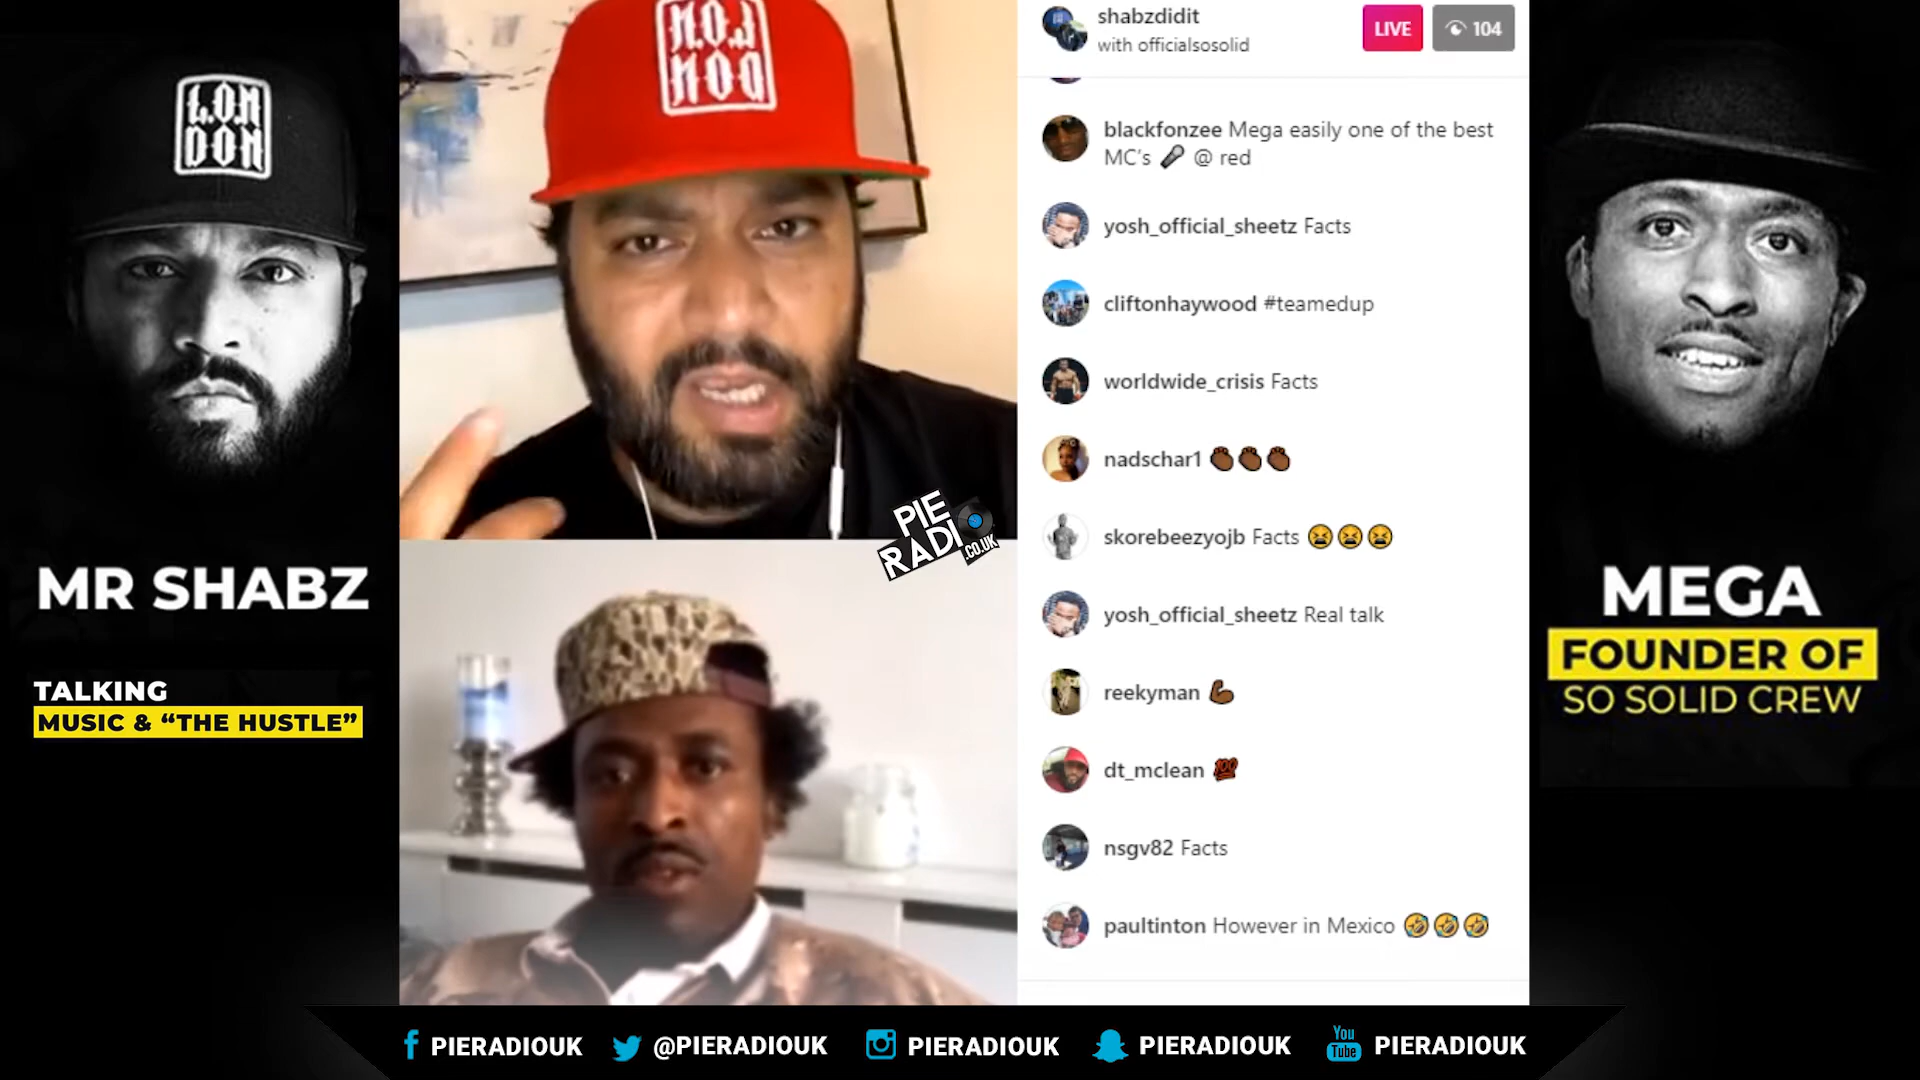 LON
DON
MR SHABZ
TALKING
MUSIC & “THE HUSTLE”
LON
DON
PIE
RADIO
.CO.UK
shabzdidit
with officialsosolid
LIVE
104
blackfonzee Mega easily one of the best
MC's 🎤 @ red
yosh_official_sheetz Facts
cliftonhaywood #teamedup
worldwide_crisis Facts
nadschar1 👏🏾👏🏾👏🏾
skorebeezyojb Facts 😫😫😫
yosh_official_sheetz Real talk
reekyman 💪🏾
dt_mclean 💯
nsgv82 Facts
paultinton However in Mexico 🤣🤣🤣
MEGA
FOUNDER OF
SO SOLID CREW
PIERADIOUK
@PIERADIOUK
PIERADIOUK
PIERADIOUK
You
Tube
PIERADIOUK